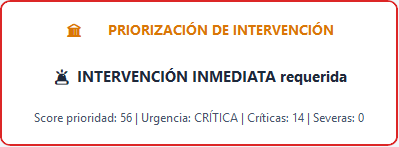 PRIORIZACIÓN DE INTERVENCIÓN
INTERVENCIÓN INMEDIATA requerida
Score prioridad: 56 | Urgencia: CRÍTICA | Críticas: 14 | Severas: 0